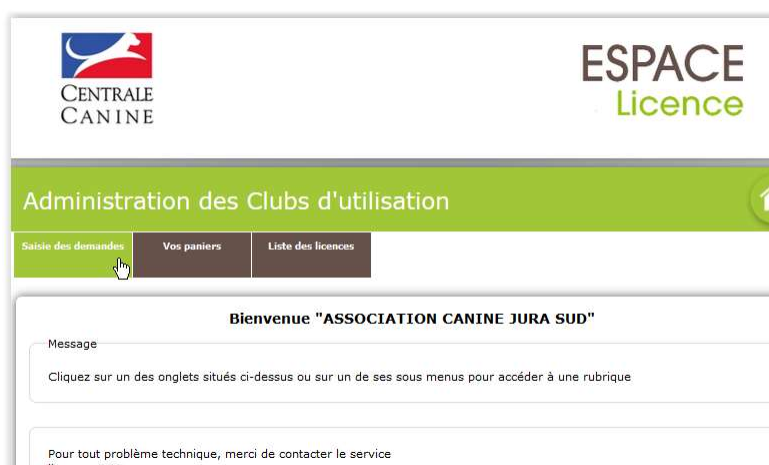 CENTRALE
CANINE
ESPACE
Licence
Administration des Clubs d'utilisation
Saisie des demandes
Vos paniers
Liste des licences
Bienvenue "ASSOCIATION CANINE JURA SUD"
Message
Cliquez sur un des onglets situés ci-dessus ou sur un de ses sous menus pour accéder à une rubrique
Pour tout problème technique, merci de contacter le service